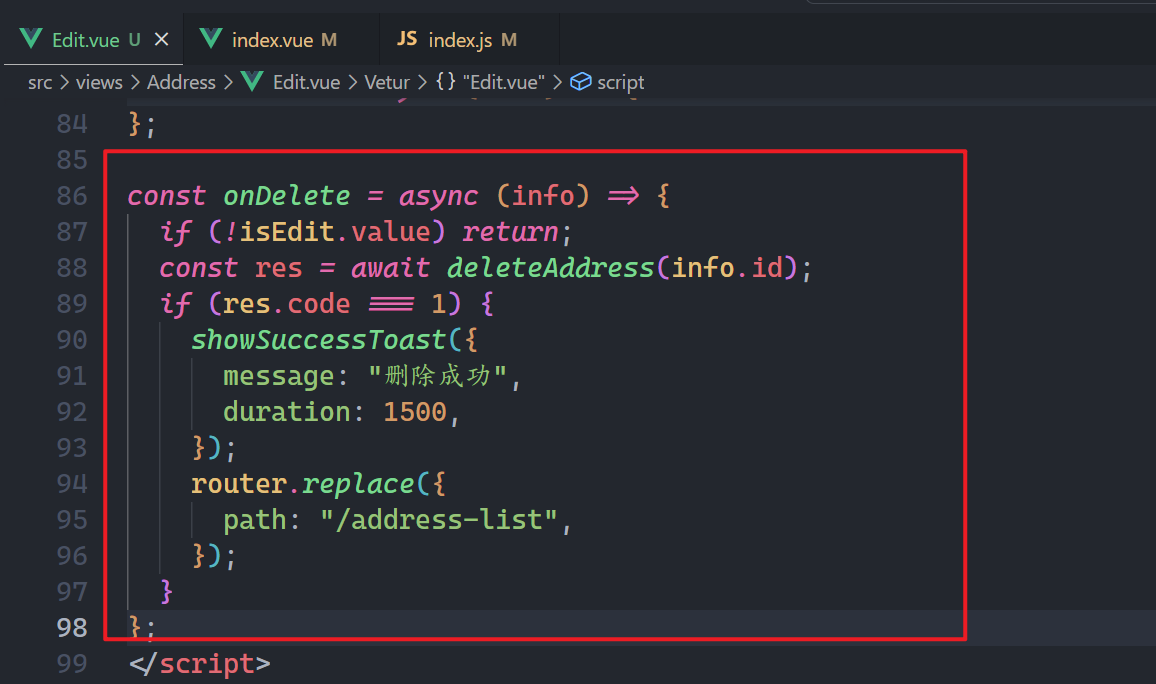 Edit.vue U
index.vue M
JS index.js M
src > views > Address > Edit.vue > Vetur > {} "Edit.vue" > script
84 };
85
86 const onDelete = async (info) => {
87 if (!isEdit.value) return;
88 const res = await deleteAddress(info.id);
89 if (res.code === 1) {
90 showSuccessToast({
91 message: "删除成功",
92 duration: 1500,
93 });
94 router.replace({
95 path: "/address-list",
96 });
97 }
98 };
99 </script>